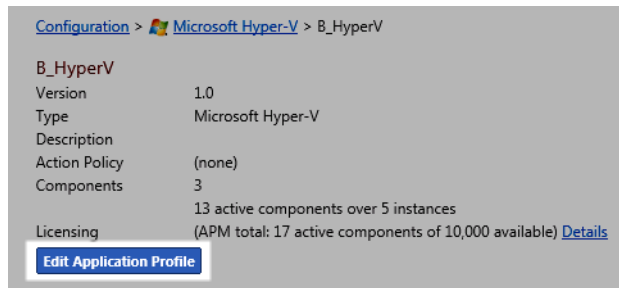 Configuration > Microsoft Hyper-V > B_HyperV
B_HyperV
Version 1.0
Type Microsoft Hyper-V
Description
Action Policy (none)
Components 3
13 active components over 5 instances
Licensing (APM total: 17 active components of 10,000 available) Details
Edit Application Profile